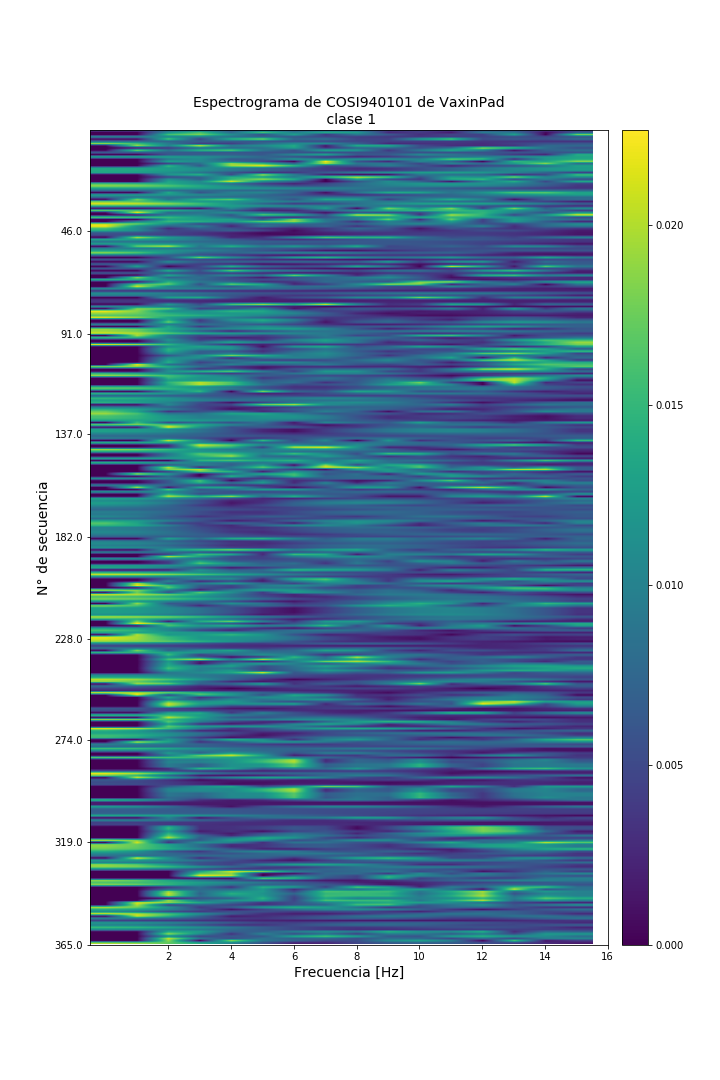 Espectrograma de COSI940101 de VaxinPad
clase 1
46.0
91.0
137.0
182.0
228.0
274.0
319.0
365.0
N° de secuencia
2 4 6 8 10 12 14 16
Frecuencia [Hz]
0.020
0.015
0.010
0.005
0.000